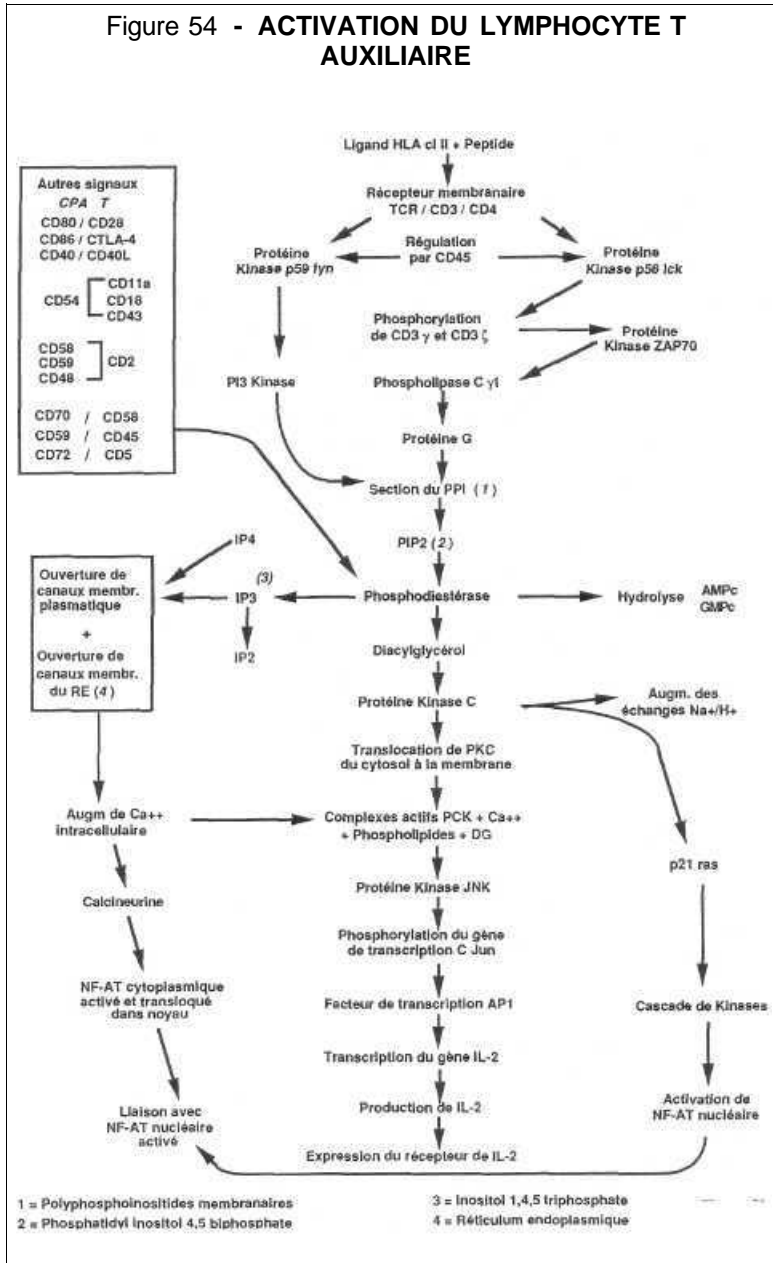 Figure 54 - ACTIVATION DU LYMPHOCYTE T
AUXILIAIRE
Ligand HLA cl II + Peptide
Autres signaux
CPA T
CD80 / CD28
CD86 / CTLA-4
CD40 / CD40L
CD54
CD11a
CD18
CD43
CD58
CD59
CD48
CD2
CD70 / CD58
CD59 / CD45
CD72 / CD5
Récepteur membranaire
TCR / CD3 / CD4
Protéine
Kinase p59 fyn
Régulation
par CD45
Protéine
Kinase p56 lck
Phosphorylation
de CD3 γ et CD3 ζ
Protéine
Kinase ZAP70
PI3 Kinase
Phospholipase C γ1
Protéine G
Section du PPI (1)
PIP2 (2)
IP4
Ouverture de
canaux membr.
plasmatique
+
Ouverture de
canaux membr.
du RE (4)
(3)
IP3
IP2
Phosphodiestérase
Hydrolyse
AMPc
GMPc
Diacylglycérol
Protéine Kinase C
Augm. des
échanges Na+/H+
Translocation de PKC
du cytosol à la membrane
Augm de Ca++
intracellulaire
Complexes actifs PCK + Ca++
+ Phospholipides + DG
p21 ras
Protéine Kinase JNK
Calcineurine
Phosphorylation du gène
de transcription C Jun
NF-AT cytoplasmique
activé et transloqué
dans noyau
Facteur de transcription AP1
Cascade de Kinases
Transcription du gène IL-2
Liaison avec
NF-AT nucléaire
activé
Production de IL-2
Activation de
NF-AT nucléaire
Expression du récepteur de IL-2
1 = Polyphosphoinositides membranaires
2 = Phosphatidyl inositol 4,5 biphosphate
3 = Inositol 1,4,5 triphosphate
4 = Réticulum endoplasmique